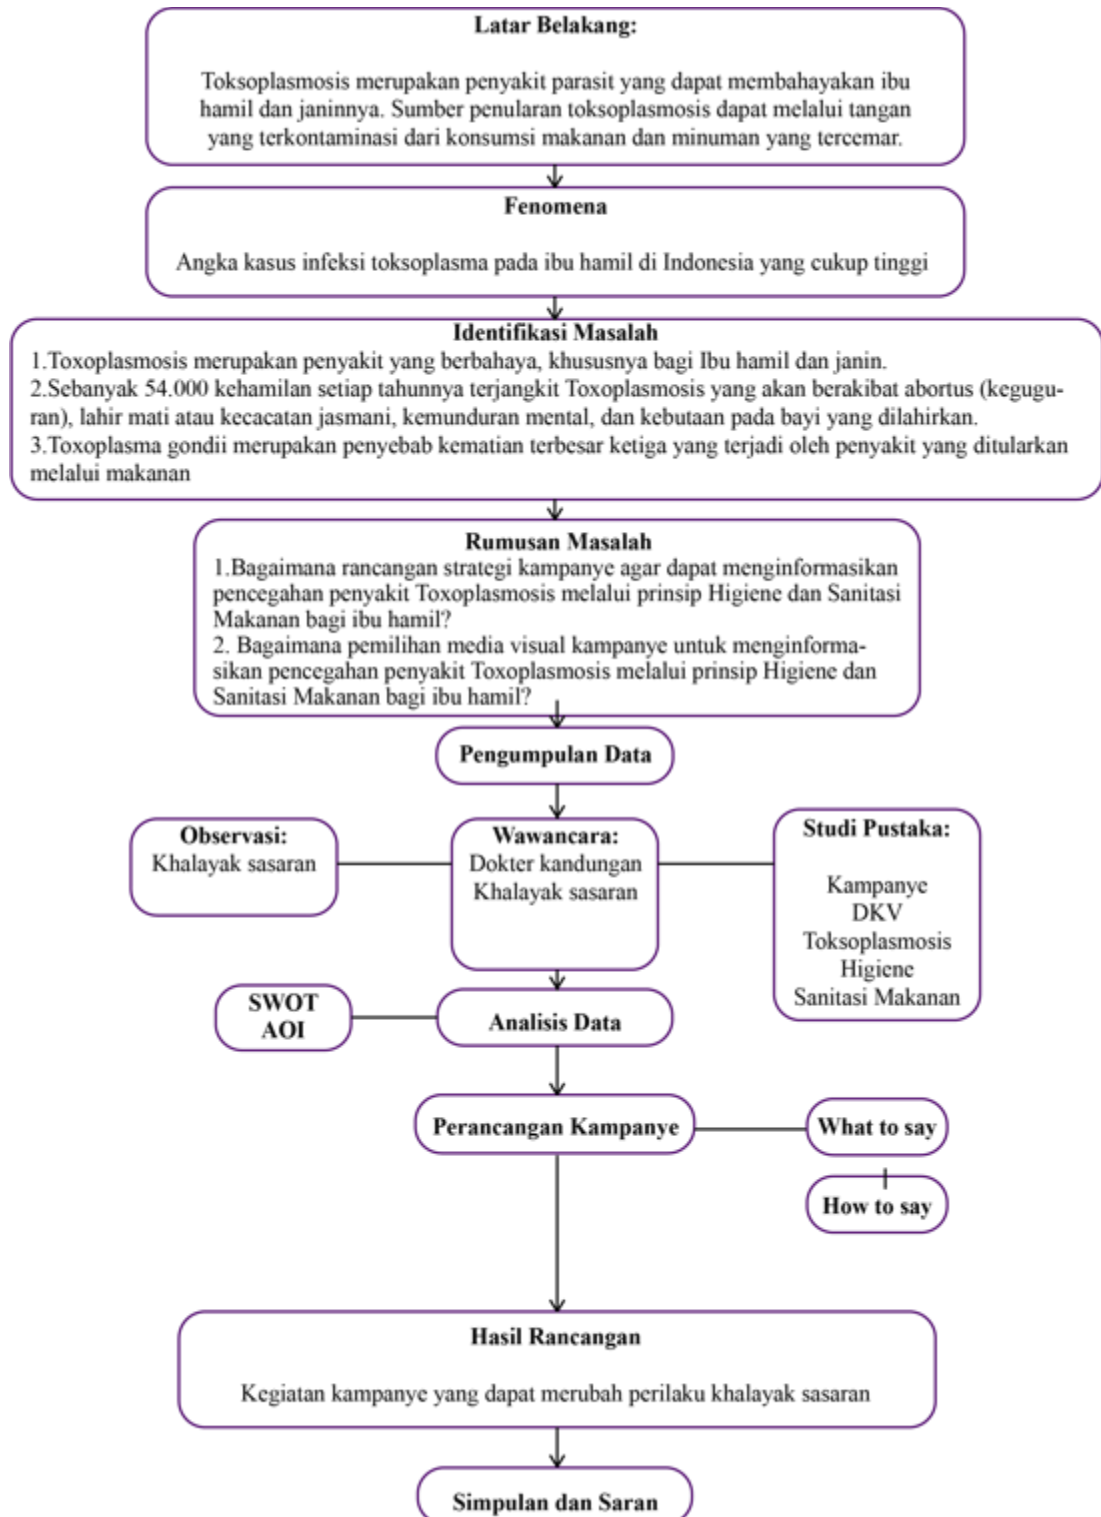 Latar Belakang:
Toksoplasmosis merupakan penyakit parasit yang dapat membahayakan ibu
hamil dan janinnya. Sumber penularan toksoplasmosis dapat melalui tangan
yang terkontaminasi dari konsumsi makanan dan minuman yang tercemar.
Fenomena
Angka kasus infeksi toksoplasma pada ibu hamil di Indonesia yang cukup tinggi
Identifikasi Masalah
1.Toxoplasmosis merupakan penyakit yang berbahaya, khususnya bagi Ibu hamil dan janin.
2.Sebanyak 54.000 kehamilan setiap tahunnya terjangkit Toxoplasmosis yang akan berakibat abortus (kegugu-
ran), lahir mati atau kecacatan jasmani, kemunduran mental, dan kebutaan pada bayi yang dilahirkan.
3.Toxoplasma gondii merupakan penyebab kematian terbesar ketiga yang terjadi oleh penyakit yang ditularkan
melalui makanan
Rumusan Masalah
1.Bagaimana rancangan strategi kampanye agar dapat menginformasikan
pencegahan penyakit Toxoplasmosis melalui prinsip Higiene dan Sanitasi
Makanan bagi ibu hamil?
2. Bagaimana pemilihan media visual kampanye untuk menginforma-
sikan pencegahan penyakit Toxoplasmosis melalui prinsip Higiene dan
Sanitasi Makanan bagi ibu hamil?
Pengumpulan Data
Observasi:
Khalayak sasaran
Wawancara:
Dokter kandungan
Khalayak sasaran
Studi Pustaka:
Kampanye
DKV
Toksoplasmosis
Higiene
Sanitasi Makanan
SWOT
AOI
Analisis Data
Perancangan Kampanye
What to say
How to say
Hasil Rancangan
Kegiatan kampanye yang dapat merubah perilaku khalayak sasaran
Simpulan dan Saran